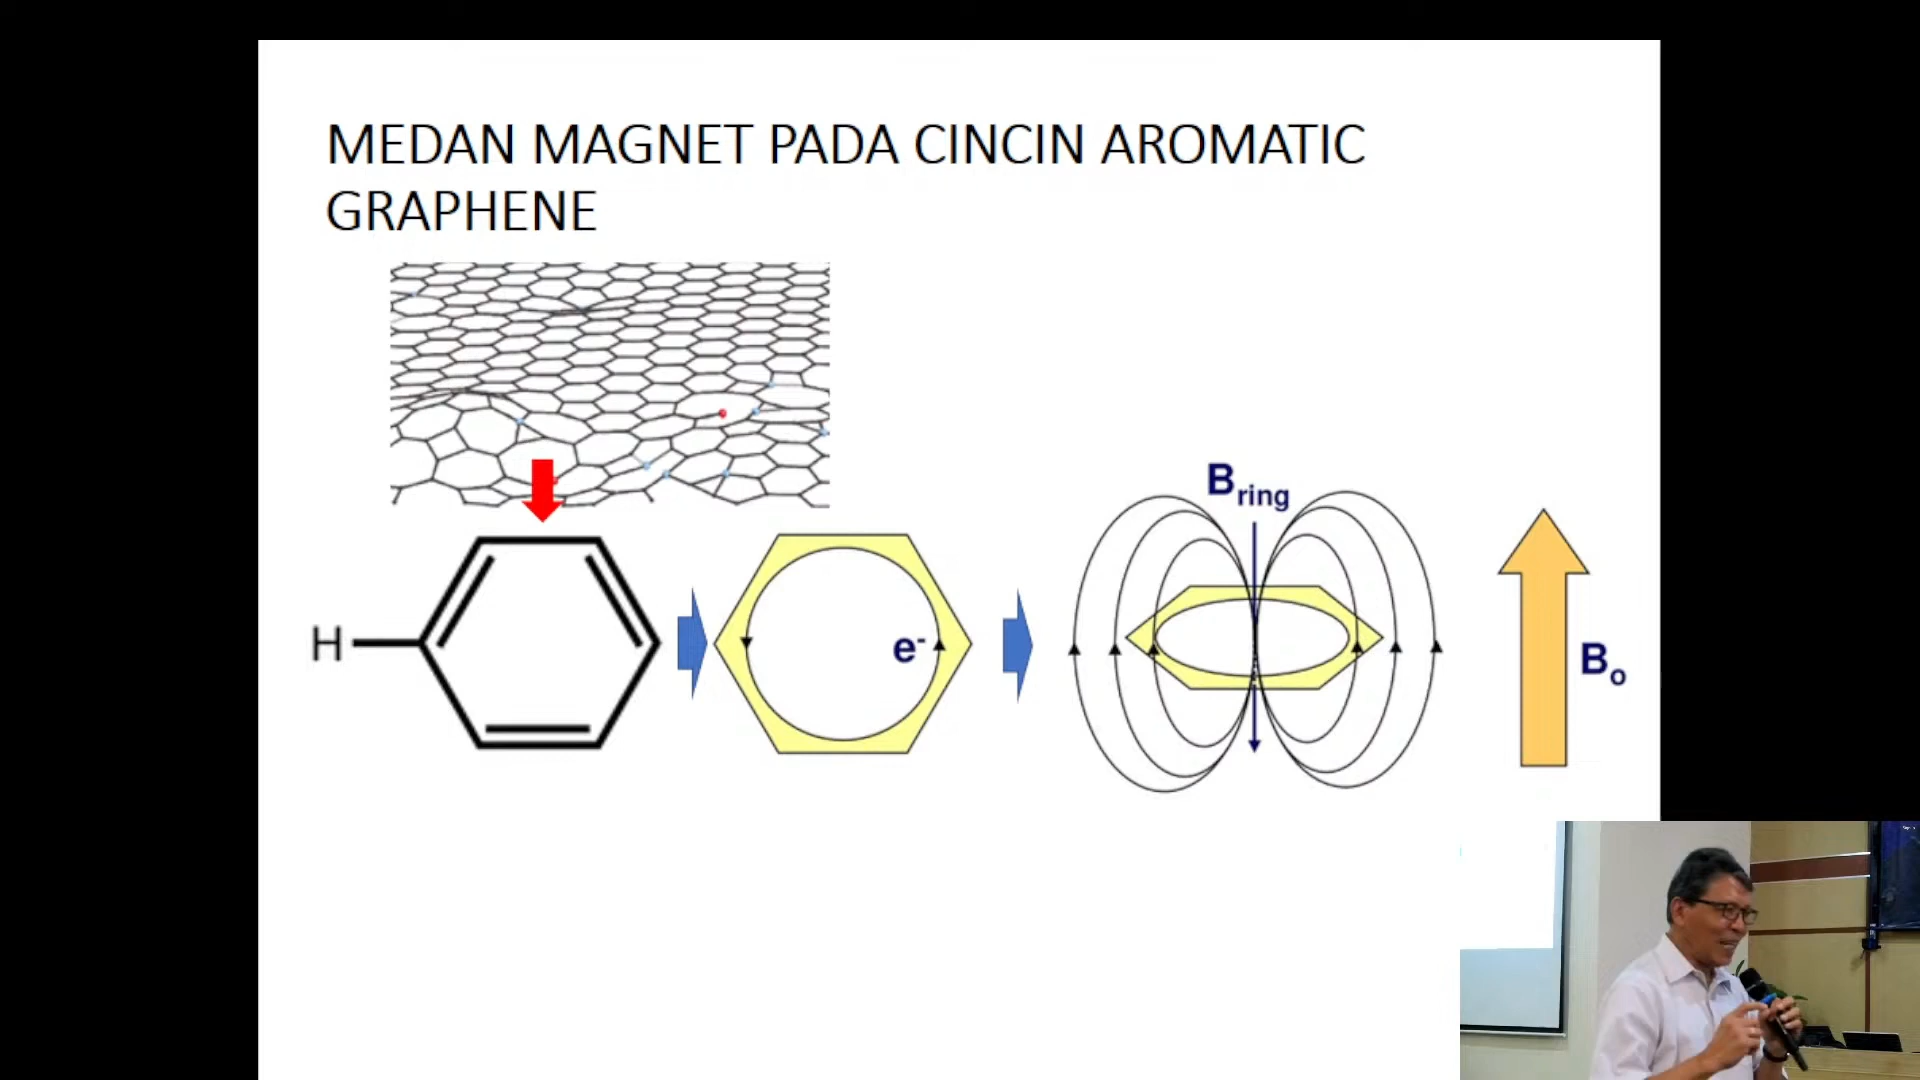 MEDAN MAGNET PADA CINCIN AROMATIC
GRAPHENE
H
e-
Bring
Bo